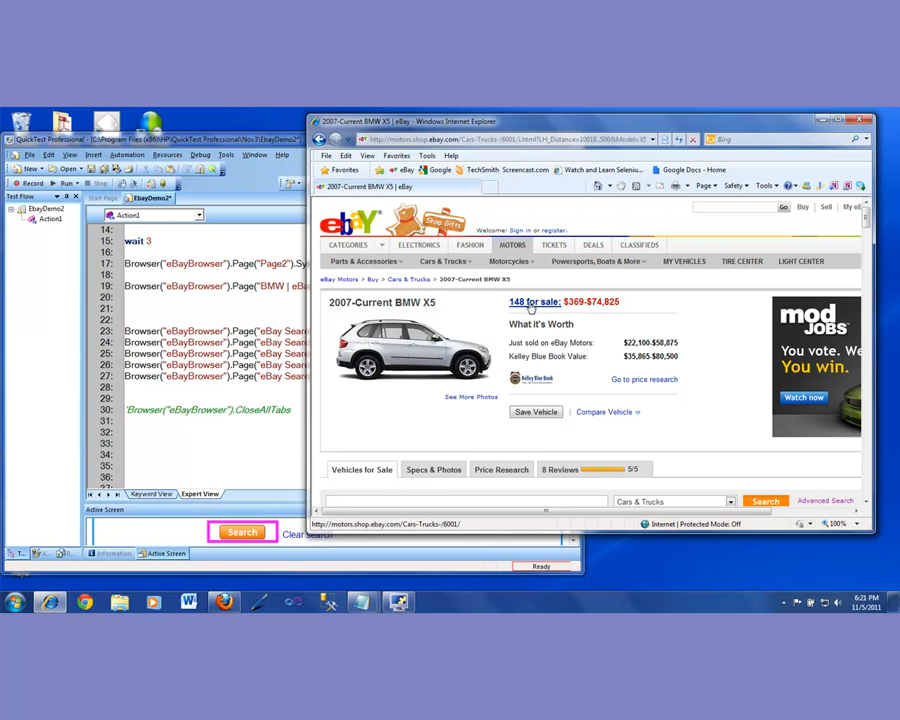 QuickTest Professional - [C:\Program Files (x86)\HP\QuickTest Professional\Nov3\EbayDemo2]
File Edit View Insert Automation Resources Debug Tools Window Help
New Open
Record Run Stop
Test Flow
EbayDemo2
Action1
Start Page EbayDemo2*
Action1
14:
15: wait 3
16:
17: Browser("eBayBrowser").Page("Page2").Sy
18:
19: Browser("eBayBrowser").Page("BMW | eBa
20:
21:
22:
23: Browser("eBayBrowser").Page("eBay Sear
24: Browser("eBayBrowser").Page("eBay Sear
25: Browser("eBayBrowser").Page("eBay Sear
26: Browser("eBayBrowser").Page("eBay Sear
27: Browser("eBayBrowser").Page("eBay Sear
28:
29:
30: 'Browser("eBayBrowser").CloseAllTabs
31:
32:
33:
34:
35:
36:
Keyword View Expert View
Active Screen
Search Clear search
Information Active Screen
Ready
2007-Current BMW X5 | eBay - Windows Internet Explorer
Bing
File Edit View Favorites Tools Help
Favorites eBay Google TechSmith Screencast.com Watch and Learn Seleniu... Google Docs - Home
2007-Current BMW X5 | eBay
Page Safety Tools
ebaY Shop Gifts
Welcome! Sign in or register.
Go Buy Sell My eB
CATEGORIES ELECTRONICS FASHION MOTORS TICKETS DEALS CLASSIFIEDS
Parts & Accessories Cars & Trucks Motorcycles Powersports, Boats & More MY VEHICLES TIRE CENTER LIGHT CENTER
eBay Motors > Buy > Cars & Trucks > 2007-Current BMW X5
2007-Current BMW X5
148 for sale: $369-$74,825
What it's Worth
Just sold on eBay Motors: $22,100-$58,875
Kelley Blue Book Value: $35,865-$80,500
Kelley Blue Book Go to price research
See More Photos
Save Vehicle Compare Vehicle
mod
JOBS
You vote. We
You win.
Watch now
Vehicles for Sale Specs & Photos Price Research 8 Reviews 5/5
Cars & Trucks Search Advanced Search
http://motors.shop.ebay.com/Cars-Trucks-/6001/ Internet | Protected Mode: Off 100%
6:21 PM
11/5/2011